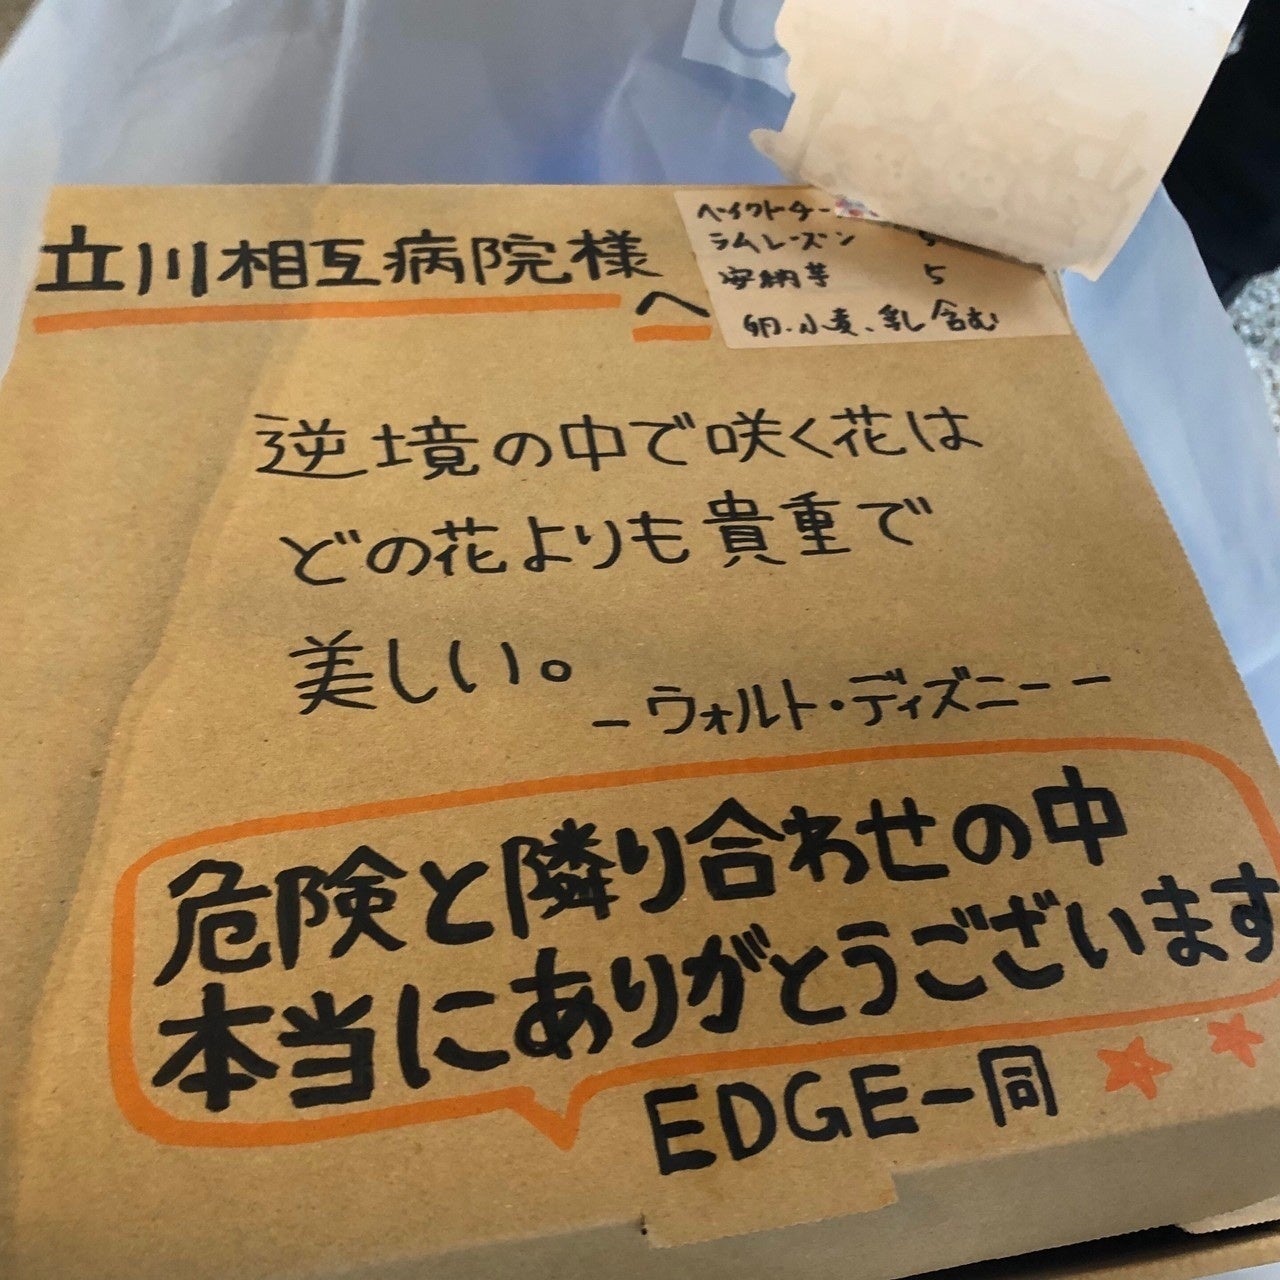 立川相互病院様へ
ベイクドチー
ラムレーズン 5
安納芋 5
卵、小麦、乳含む
逆境の中で咲く花は
どの花よりも貴重で
美しい。
－ウォルト・ディズニー－
危険と隣り合わせの中
本当にありがとうございます
EDGE一同